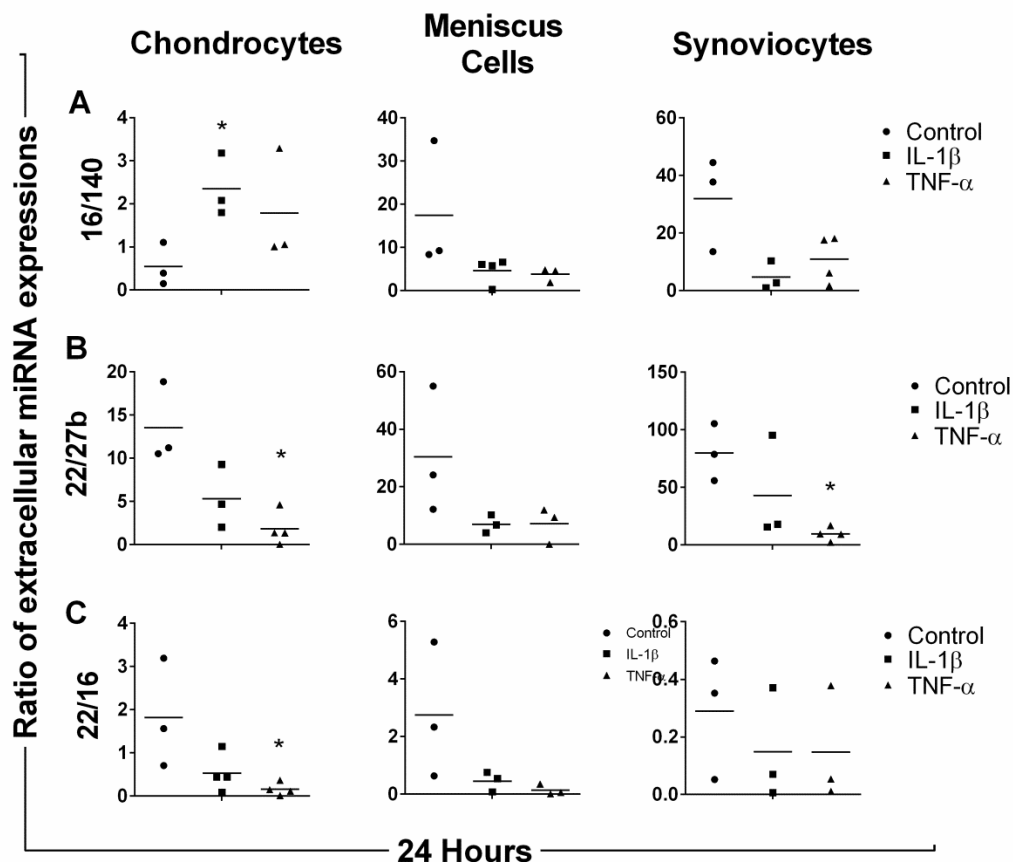 Chondrocytes
Meniscus
Cells
Synoviocytes
Ratio of extracellular miRNA expressions
A
16/140
4
3
2
1
0
*
40
30
20
10
0
60
40
20
0
Control
IL-1β
TNF-α
B
22/27b
20
15
10
5
0
*
60
40
20
0
150
100
50
0
*
Control
IL-1β
TNF-α
C
22/16
4
3
2
1
0
*
6
4
2
0
Control
IL-1β
TNF-α
0.6
0.4
0.2
0.0
Control
IL-1β
TNF-α
24 Hours